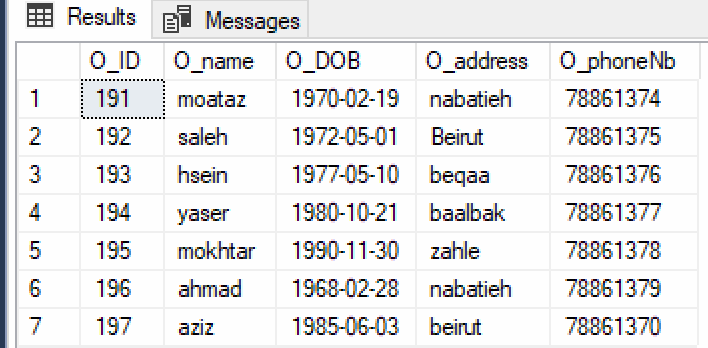 Results Messages
O_ID O_name O_DOB O_address O_phoneNb
1 191 moataz 1970-02-19 nabatieh 78861374
2 192 saleh 1972-05-01 Beirut 78861375
3 193 hsein 1977-05-10 beqaa 78861376
4 194 yaser 1980-10-21 baalbak 78861377
5 195 mokhtar 1990-11-30 zahle 78861378
6 196 ahmad 1968-02-28 nabatieh 78861379
7 197 aziz 1985-06-03 beirut 78861370